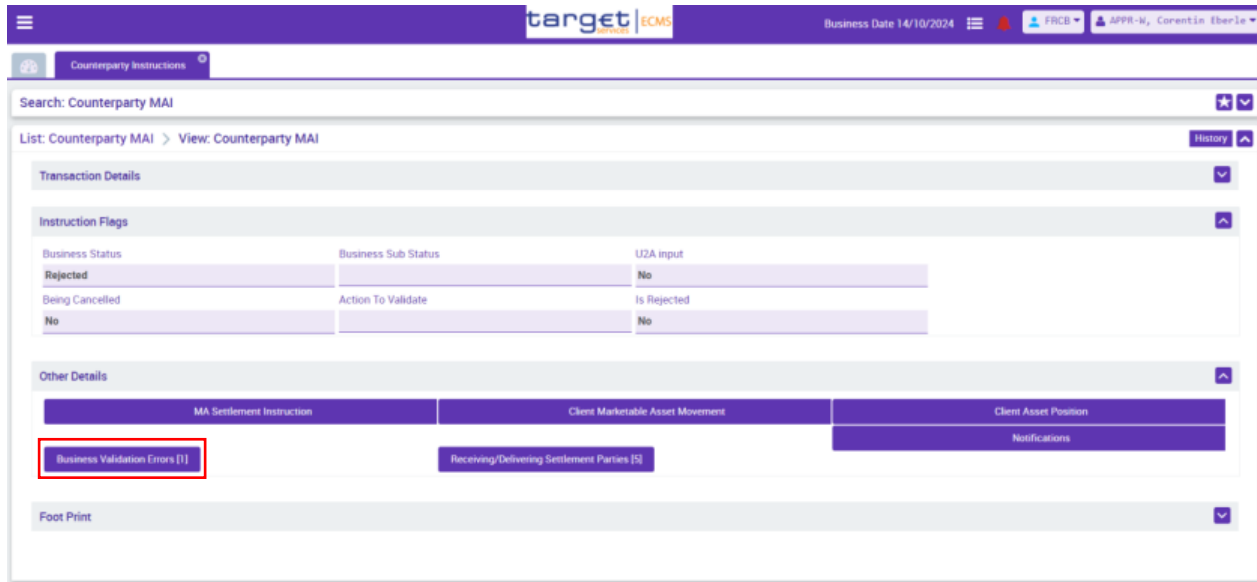 target services ECMS
Business Date 14/10/2024 FRCB APPR-W, Corentin Eberle
Counterparty Instructions
Search: Counterparty MAI
List: Counterparty MAI > View: Counterparty MAI History
Transaction Details
Instruction Flags
Business Status Business Sub Status U2A input
Rejected No
Being Cancelled Action To Validate Is Rejected
No No
Other Details
MA Settlement Instruction Client Marketable Asset Movement Client Asset Position
Notifications
Business Validation Errors [1] Receiving/Delivering Settlement Parties [5]
Foot Print